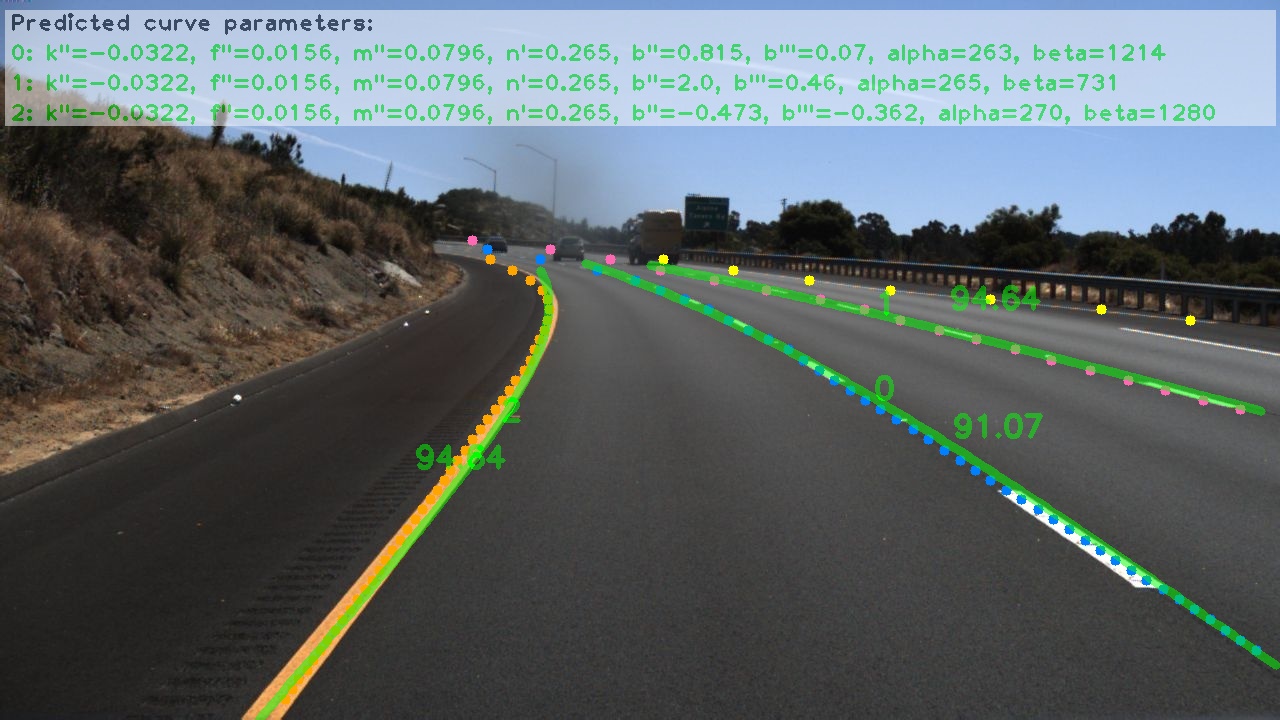 Predicted curve parameters:
0: k''=-0.0322, f''=0.0156, m''=0.0796, n'=0.265, b''=0.815, b'''=0.07, alpha=263, beta=1214
1: k''=-0.0322, f''=0.0156, m''=0.0796, n'=0.265, b''=2.0, b'''=0.46, alpha=265, beta=731
2: k''=-0.0322, f''=0.0156, m''=0.0796, n'=0.265, b''=-0.473, b'''=-0.362, alpha=270, beta=1280
1 94.64
0
91.07
2
94.64